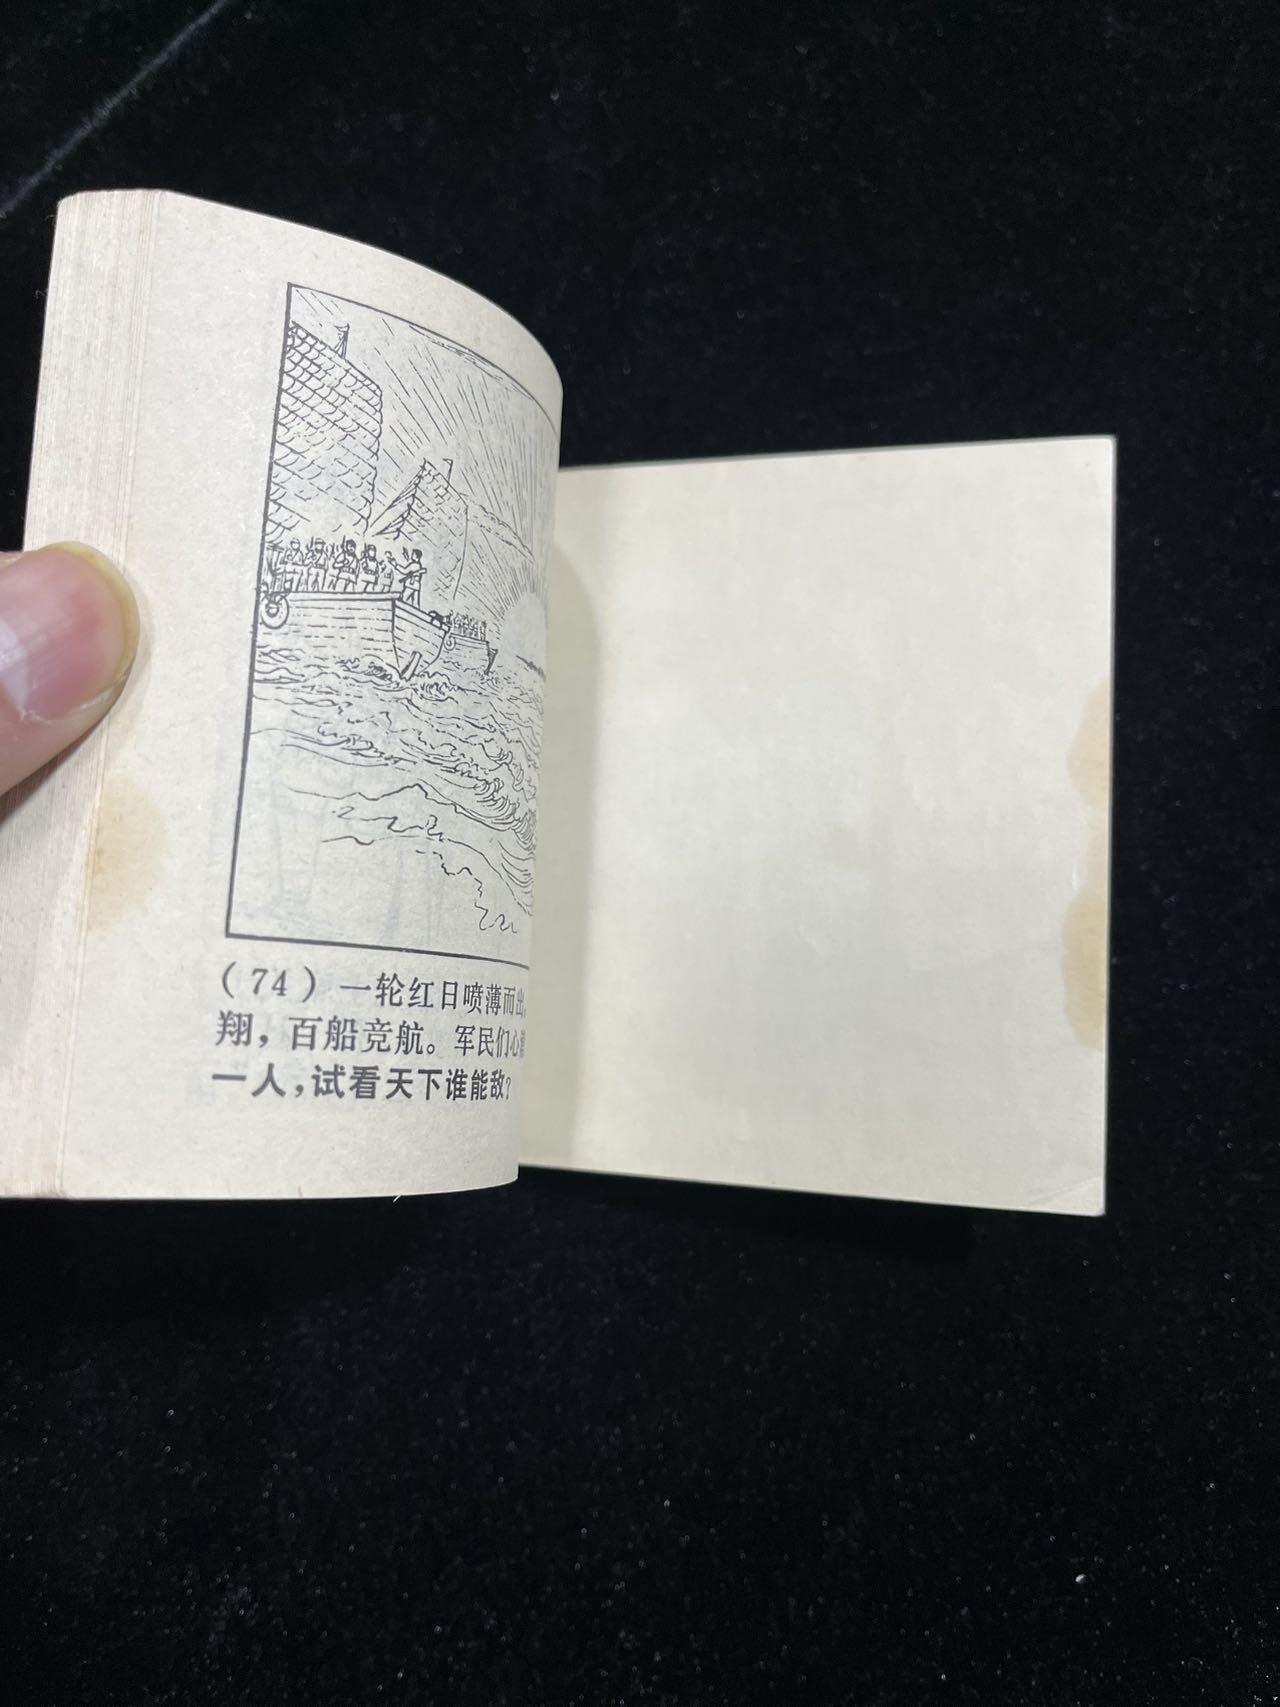 (74)一轮红日喷薄而出
翔，百船竞航。军民们心
一人，试看天下谁能敌？